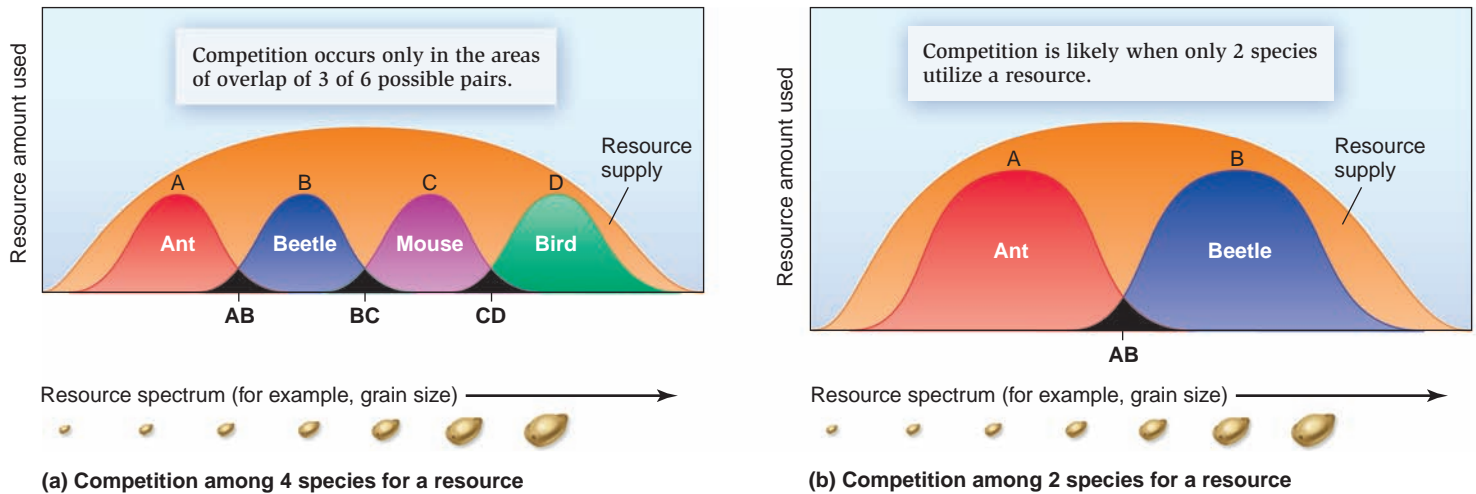 Competition occurs only in the areas
of overlap of 3 of 6 possible pairs.
Resource amount used
Resource
supply
A
B
C
D
Ant
Beetle
Mouse
Bird
AB
BC
CD
Resource spectrum (for example, grain size)
(a) Competition among 4 species for a resource
Competition is likely when only 2 species
utilize a resource.
Resource amount used
Resource
supply
A
B
Ant
Beetle
AB
Resource spectrum (for example, grain size)
(b) Competition among 2 species for a resource